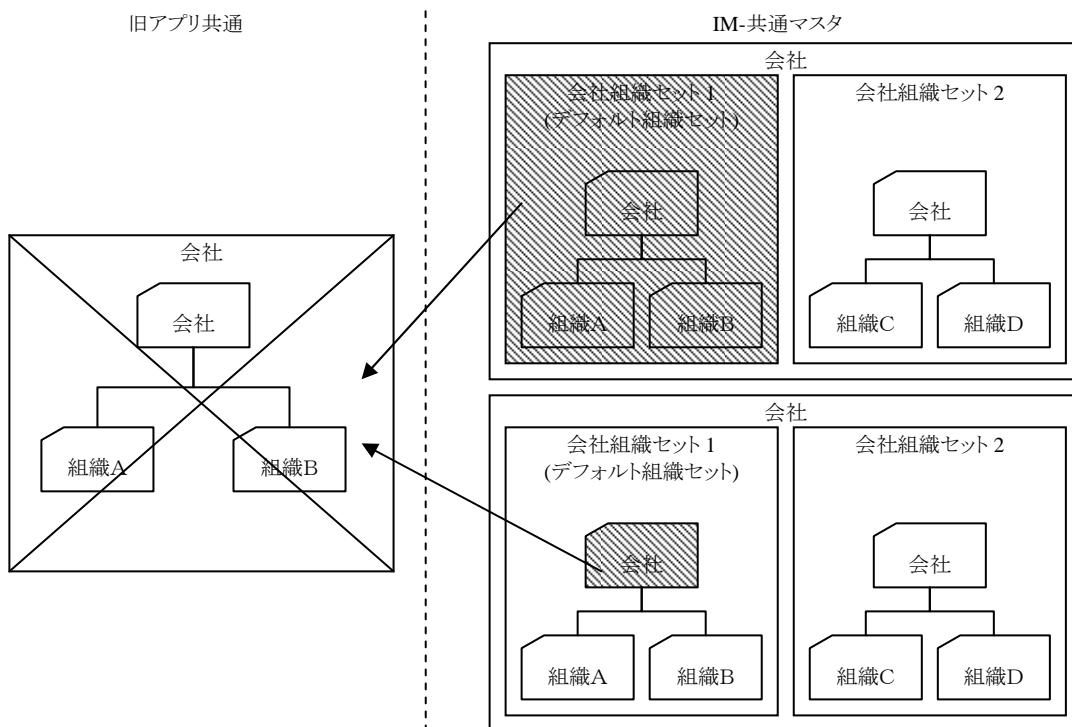 旧アプリ共通
IM-共通マスタ
会社
会社
組織A
組織B
会社
会社組織セット 1
(デフォルト組織セット)
会社
組織A
組織B
会社組織セット 2
会社
組織C
組織D
会社
会社組織セット 1
(デフォルト組織セット)
会社
組織A
組織B
会社組織セット 2
会社
組織C
組織D